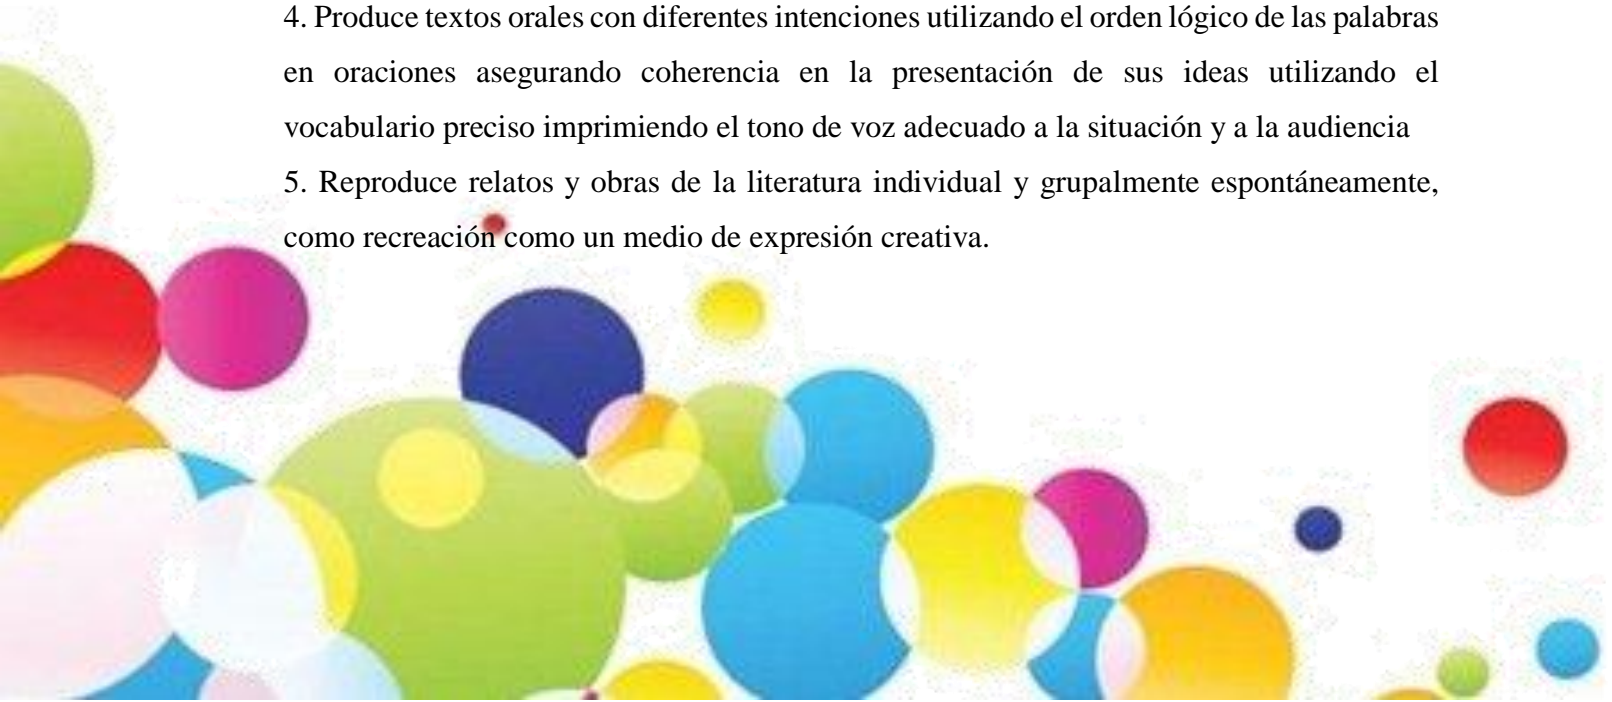 4. Produce textos orales con diferentes intenciones utilizando el orden lógico de las palabras
en oraciones asegurando coherencia en la presentación de sus ideas utilizando el
vocabulario preciso imprimiendo el tono de voz adecuado a la situación y a la audiencia
5. Reproduce relatos y obras de la literatura individual y grupalmente espontáneamente,
como recreación como un medio de expresión creativa.